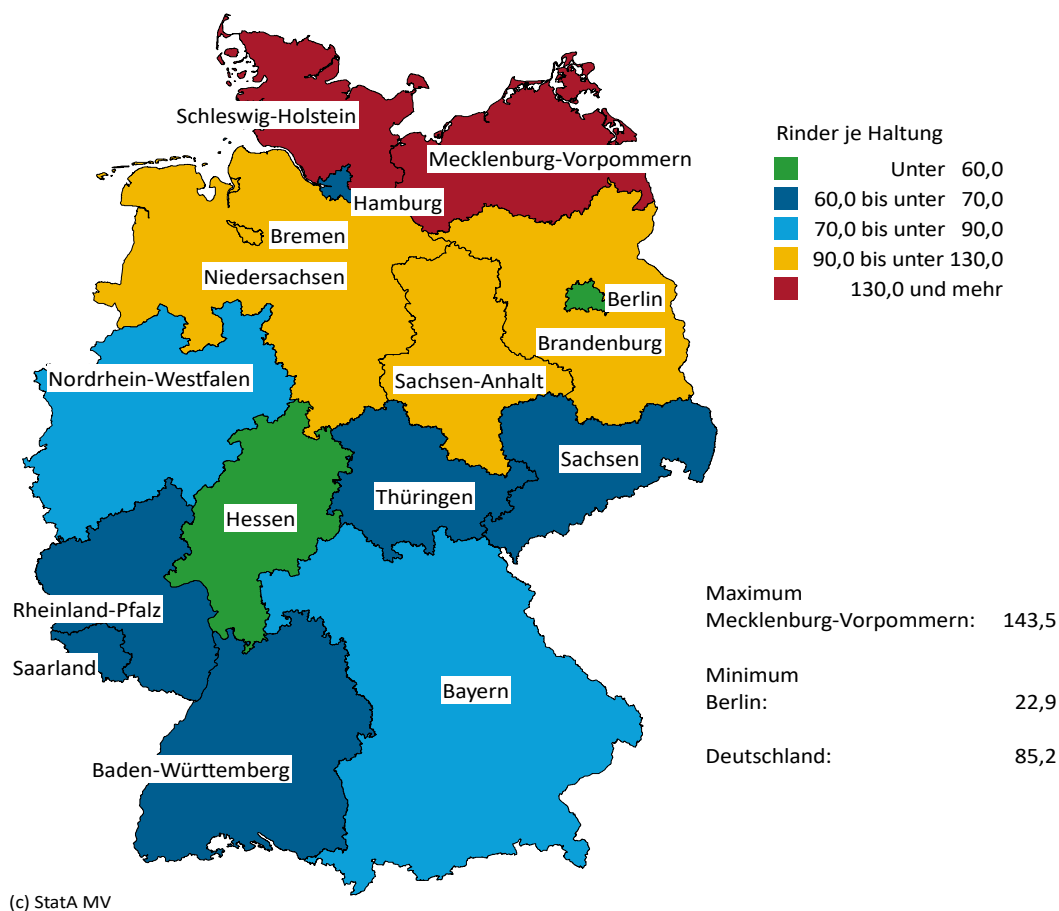 Schleswig-Holstein
Mecklenburg-Vorpommern
Hamburg
Bremen
Niedersachsen
Berlin
Brandenburg
Nordrhein-Westfalen
Sachsen-Anhalt
Sachsen
Thüringen
Hessen
Rheinland-Pfalz
Saarland
Bayern
Baden-Württemberg
Rinder je Haltung
Unter 60,0
60,0 bis unter 70,0
70,0 bis unter 90,0
90,0 bis unter 130,0
130,0 und mehr
Maximum
Mecklenburg-Vorpommern: 143,5
Minimum
Berlin: 22,9
Deutschland: 85,2
(c) StatA MV